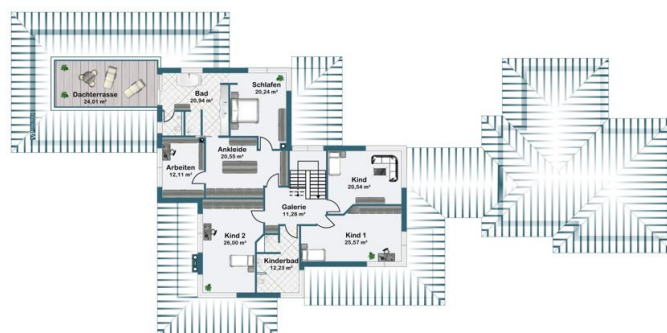 Dachterrasse
24,01 m²
Bad
20,94 m²
Schlafen
20,24 m²
Ankleide
20,55 m²
Arbeiten
12,11 m²
Kind
20,54 m²
Galerie
11,28 m²
Kind 2
26,00 m²
Kind 1
25,57 m²
Kinderbad
12,23 m²